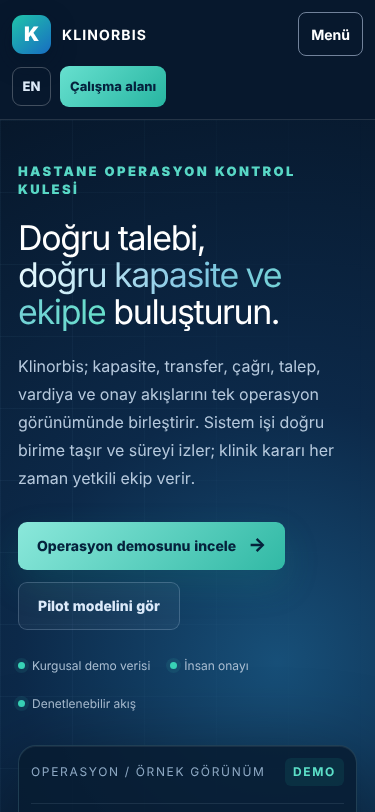 K KLINORBIS
Menü
EN
Çalışma alanı
HASTANE OPERASYON KONTROL
KULESİ
Doğru talebi,
doğru kapasite ve
ekiple buluşturun.
Klinorbis; kapasite, transfer, çağrı, talep,
vardiya ve onay akışlarını tek operasyon
görünümünde birleştirir. Sistem işi doğru
birime taşır ve süreyi izler; klinik kararı her
zaman yetkili ekip verir.
Operasyon demosunu incele →
Pilot modelini gör
Kurgusal demo verisi
İnsan onayı
Denetlenebilir akış
OPERASYON / ÖRNEK GÖRÜNÜM
DEMO